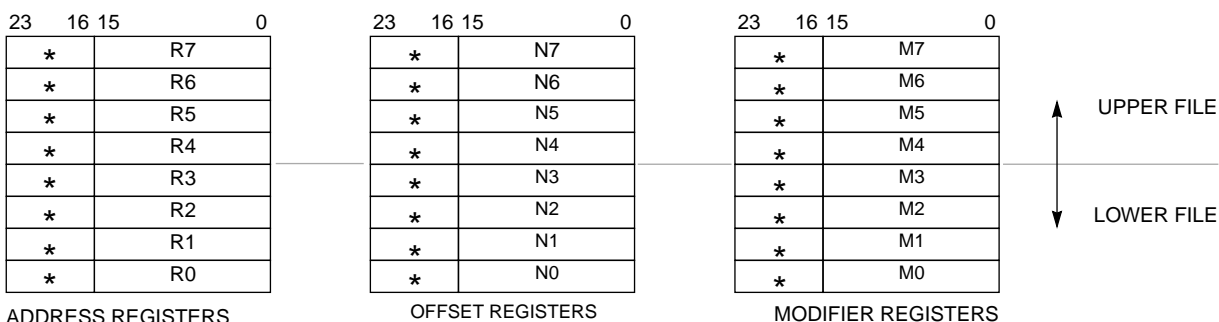 23 16 15 0 23 16 15 0 23 16 15 0
* R7 * N7 * M7
* R6 * N6 * M6
* R5 * N5 * M5 UPPER FILE
* R4 * N4 * M4
* R3 * N3 * M3
* R2 * N2 * M2 LOWER FILE
* R1 * N1 * M1
* R0 * N0 * M0
ADDRESS REGISTERS OFFSET REGISTERS MODIFIER REGISTERS